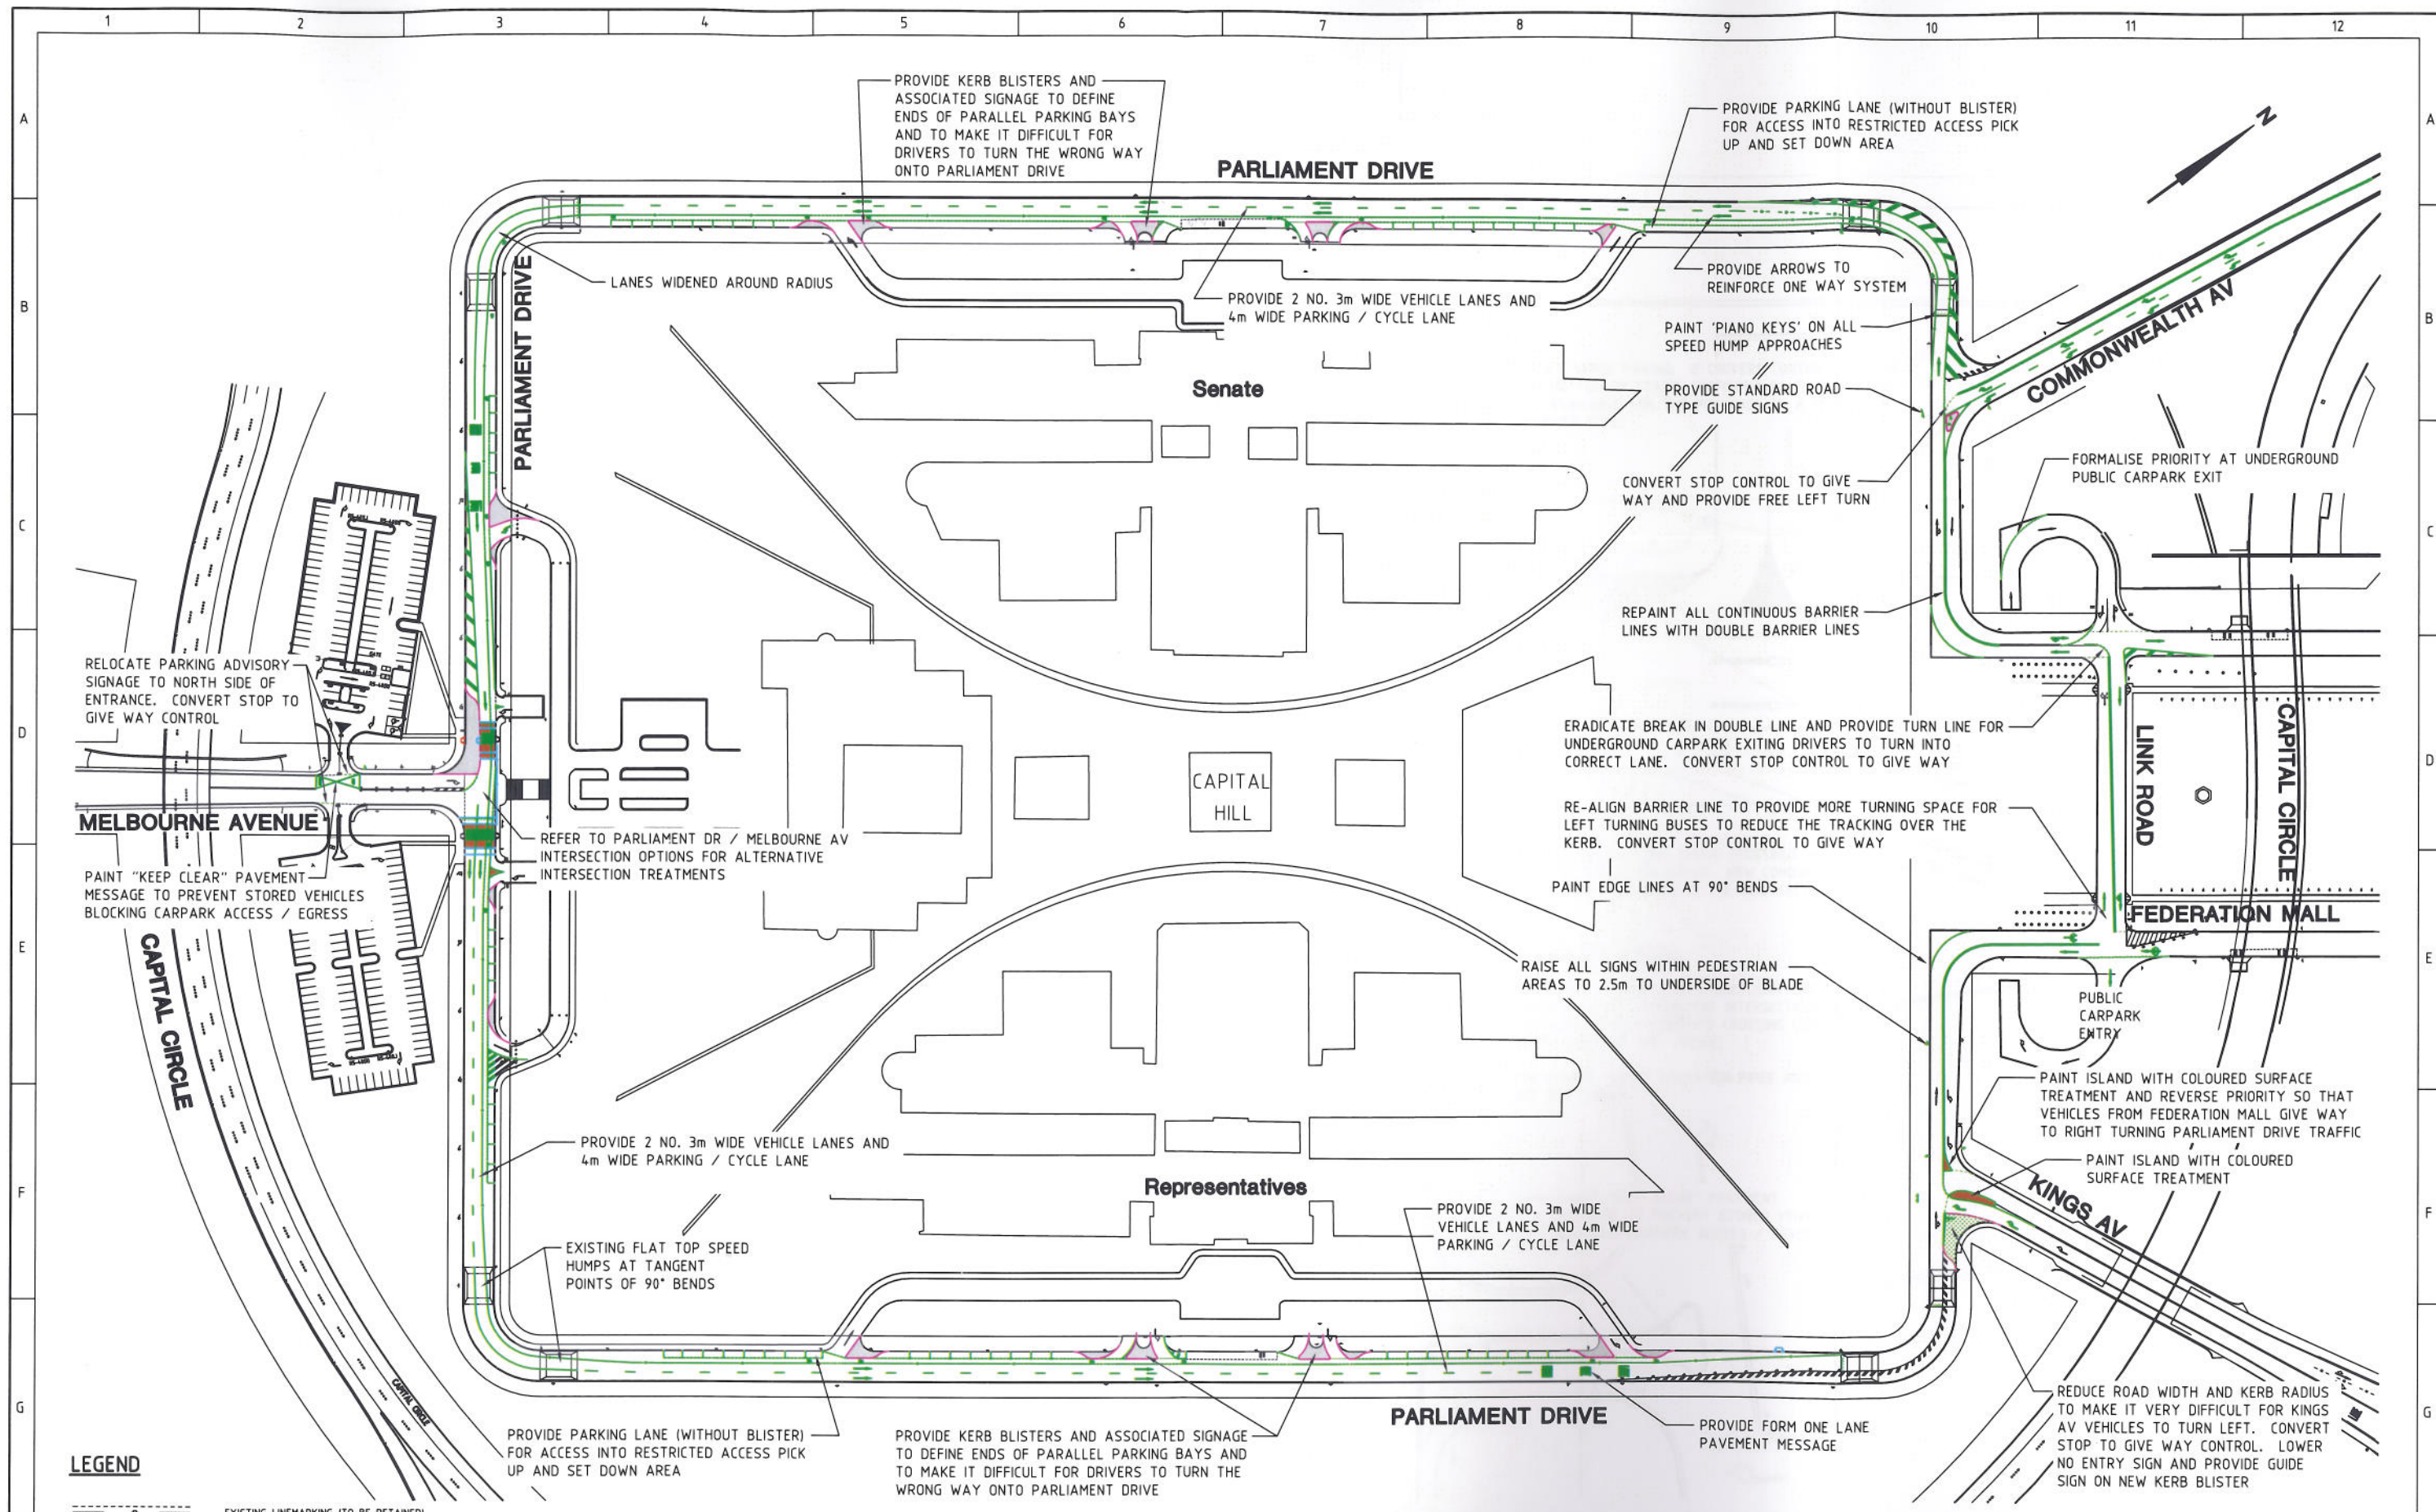 1 2 3 4 5 6 7 8 9 10 11 12
A
B
C
D
E
F
G
A
B
C
D
E
F
G
PROVIDE KERB BLISTERS AND
ASSOCIATED SIGNAGE TO DEFINE
ENDS OF PARALLEL PARKING BAYS
AND TO MAKE IT DIFFICULT FOR
DRIVERS TO TURN THE WRONG WAY
ONTO PARLIAMENT DRIVE
PARLIAMENT DRIVE
PROVIDE PARKING LANE (WITHOUT BLISTER)
FOR ACCESS INTO RESTRICTED ACCESS PICK
UP AND SET DOWN AREA
N
LANES WIDENED AROUND RADIUS
PARLIAMENT DRIVE
PROVIDE 2 NO. 3m WIDE VEHICLE LANES AND
4m WIDE PARKING / CYCLE LANE
PROVIDE ARROWS TO
REINFORCE ONE WAY SYSTEM
PAINT 'PIANO KEYS' ON ALL
SPEED HUMP APPROACHES
COMMONWEALTH AV
Senate
PROVIDE STANDARD ROAD
TYPE GUIDE SIGNS
CONVERT STOP CONTROL TO GIVE
WAY AND PROVIDE FREE LEFT TURN
FORMALISE PRIORITY AT UNDERGROUND
PUBLIC CARPARK EXIT
REPAINT ALL CONTINUOUS BARRIER
LINES WITH DOUBLE BARRIER LINES
RELOCATE PARKING ADVISORY
SIGNAGE TO NORTH SIDE OF
ENTRANCE. CONVERT STOP TO
GIVE WAY CONTROL
ERADICATE BREAK IN DOUBLE LINE AND PROVIDE TURN LINE FOR
UNDERGROUND CARPARK EXITING DRIVERS TO TURN INTO
CORRECT LANE. CONVERT STOP CONTROL TO GIVE WAY
LINK ROAD
CAPITAL CIRCLE
CAPITAL
HILL
MELBOURNE AVENUE
REFER TO PARLIAMENT DR / MELBOURNE AV
INTERSECTION OPTIONS FOR ALTERNATIVE
INTERSECTION TREATMENTS
RE-ALIGN BARRIER LINE TO PROVIDE MORE TURNING SPACE FOR
LEFT TURNING BUSES TO REDUCE THE TRACKING OVER THE
KERB. CONVERT STOP CONTROL TO GIVE WAY
PAINT "KEEP CLEAR" PAVEMENT
MESSAGE TO PREVENT STORED VEHICLES
BLOCKING CARPARK ACCESS / EGRESS
PAINT EDGE LINES AT 90° BENDS
FEDERATION MALL
CAPITAL CIRCLE
RAISE ALL SIGNS WITHIN PEDESTRIAN
AREAS TO 2.5m TO UNDERSIDE OF BLADE
PUBLIC
CARPARK
ENTRY
PAINT ISLAND WITH COLOURED SURFACE
TREATMENT AND REVERSE PRIORITY SO THAT
VEHICLES FROM FEDERATION MALL GIVE WAY
TO RIGHT TURNING PARLIAMENT DRIVE TRAFFIC
PROVIDE 2 NO. 3m WIDE VEHICLE LANES AND
4m WIDE PARKING / CYCLE LANE
PAINT ISLAND WITH COLOURED
SURFACE TREATMENT
Representatives
KINGS AV
PROVIDE 2 NO. 3m WIDE
VEHICLE LANES AND 4m WIDE
PARKING / CYCLE LANE
EXISTING FLAT TOP SPEED
HUMPS AT TANGENT
POINTS OF 90° BENDS
CAPITAL CIRCLE
PARLIAMENT DRIVE
PROVIDE FORM ONE LANE
PAVEMENT MESSAGE
REDUCE ROAD WIDTH AND KERB RADIUS
TO MAKE IT VERY DIFFICULT FOR KINGS
AV VEHICLES TO TURN LEFT. CONVERT
STOP TO GIVE WAY CONTROL. LOWER
NO ENTRY SIGN AND PROVIDE GUIDE
SIGN ON NEW KERB BLISTER
PROVIDE PARKING LANE (WITHOUT BLISTER)
FOR ACCESS INTO RESTRICTED ACCESS PICK
UP AND SET DOWN AREA
PROVIDE KERB BLISTERS AND ASSOCIATED SIGNAGE
TO DEFINE ENDS OF PARALLEL PARKING BAYS AND
TO MAKE IT DIFFICULT FOR DRIVERS TO TURN THE
WRONG WAY ONTO PARLIAMENT DRIVE
LEGEND
EXISTING LINEMARKING (TO BE RETAINED)